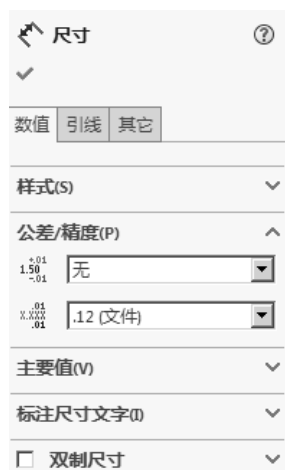 尺寸
数值 引线 其它
样式(S)
公差/精度(P)
+.01
1.50
-.01
无
.01
X.XXX
.01
.12 (文件)
主要值(V)
标注尺寸文字(I)
双制尺寸